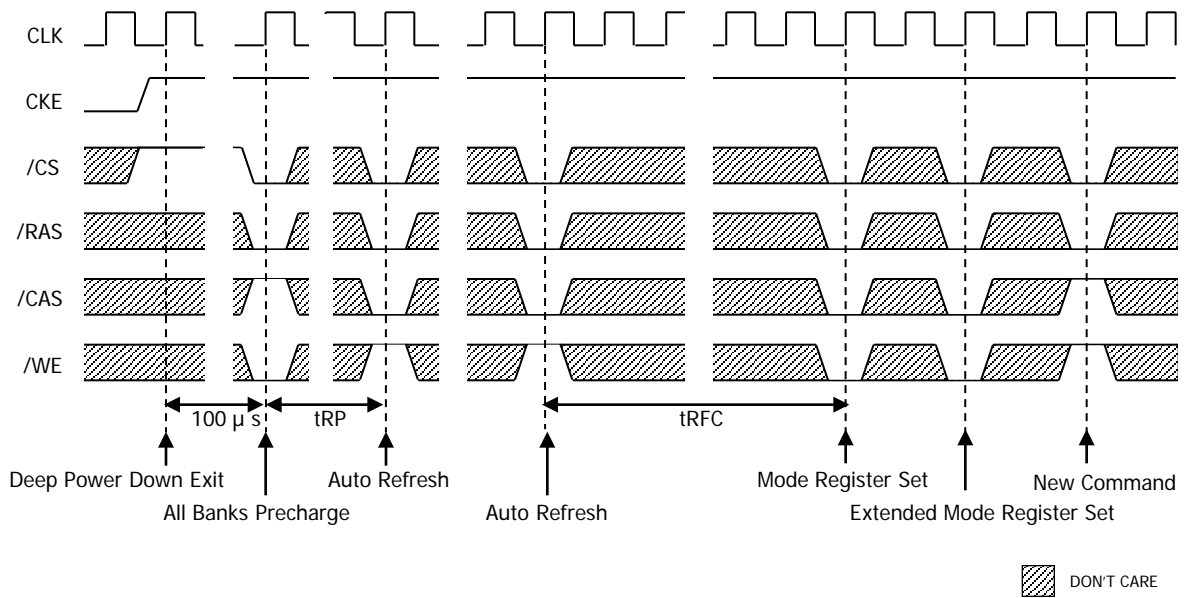 CLK
CKE
/CS
/RAS
/CAS
/WE
100 μ s
tRP
tRFC
Deep Power Down Exit
Auto Refresh
Mode Register Set
New Command
All Banks Precharge
Auto Refresh
Extended Mode Register Set
DON'T CARE